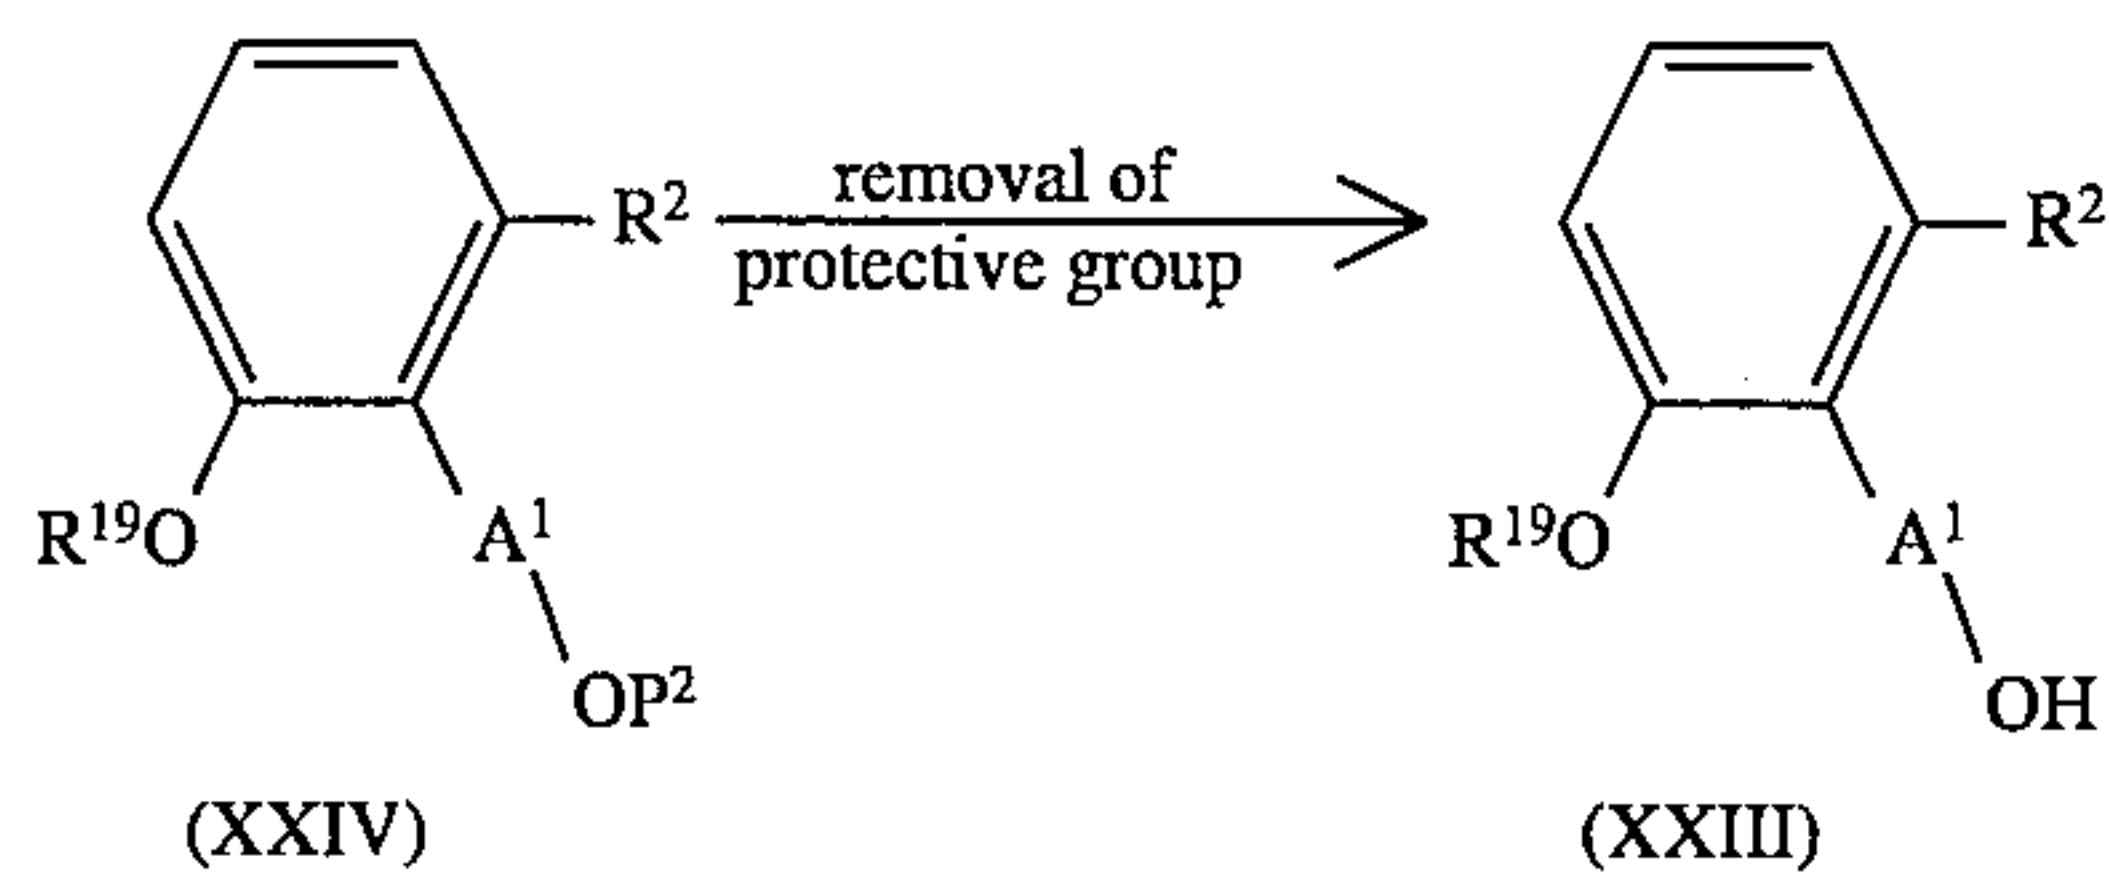 removal of
R² R²
protective group
R¹⁹O A¹ R¹⁹O A¹
OP² OH
(XXIV) (XXIII)